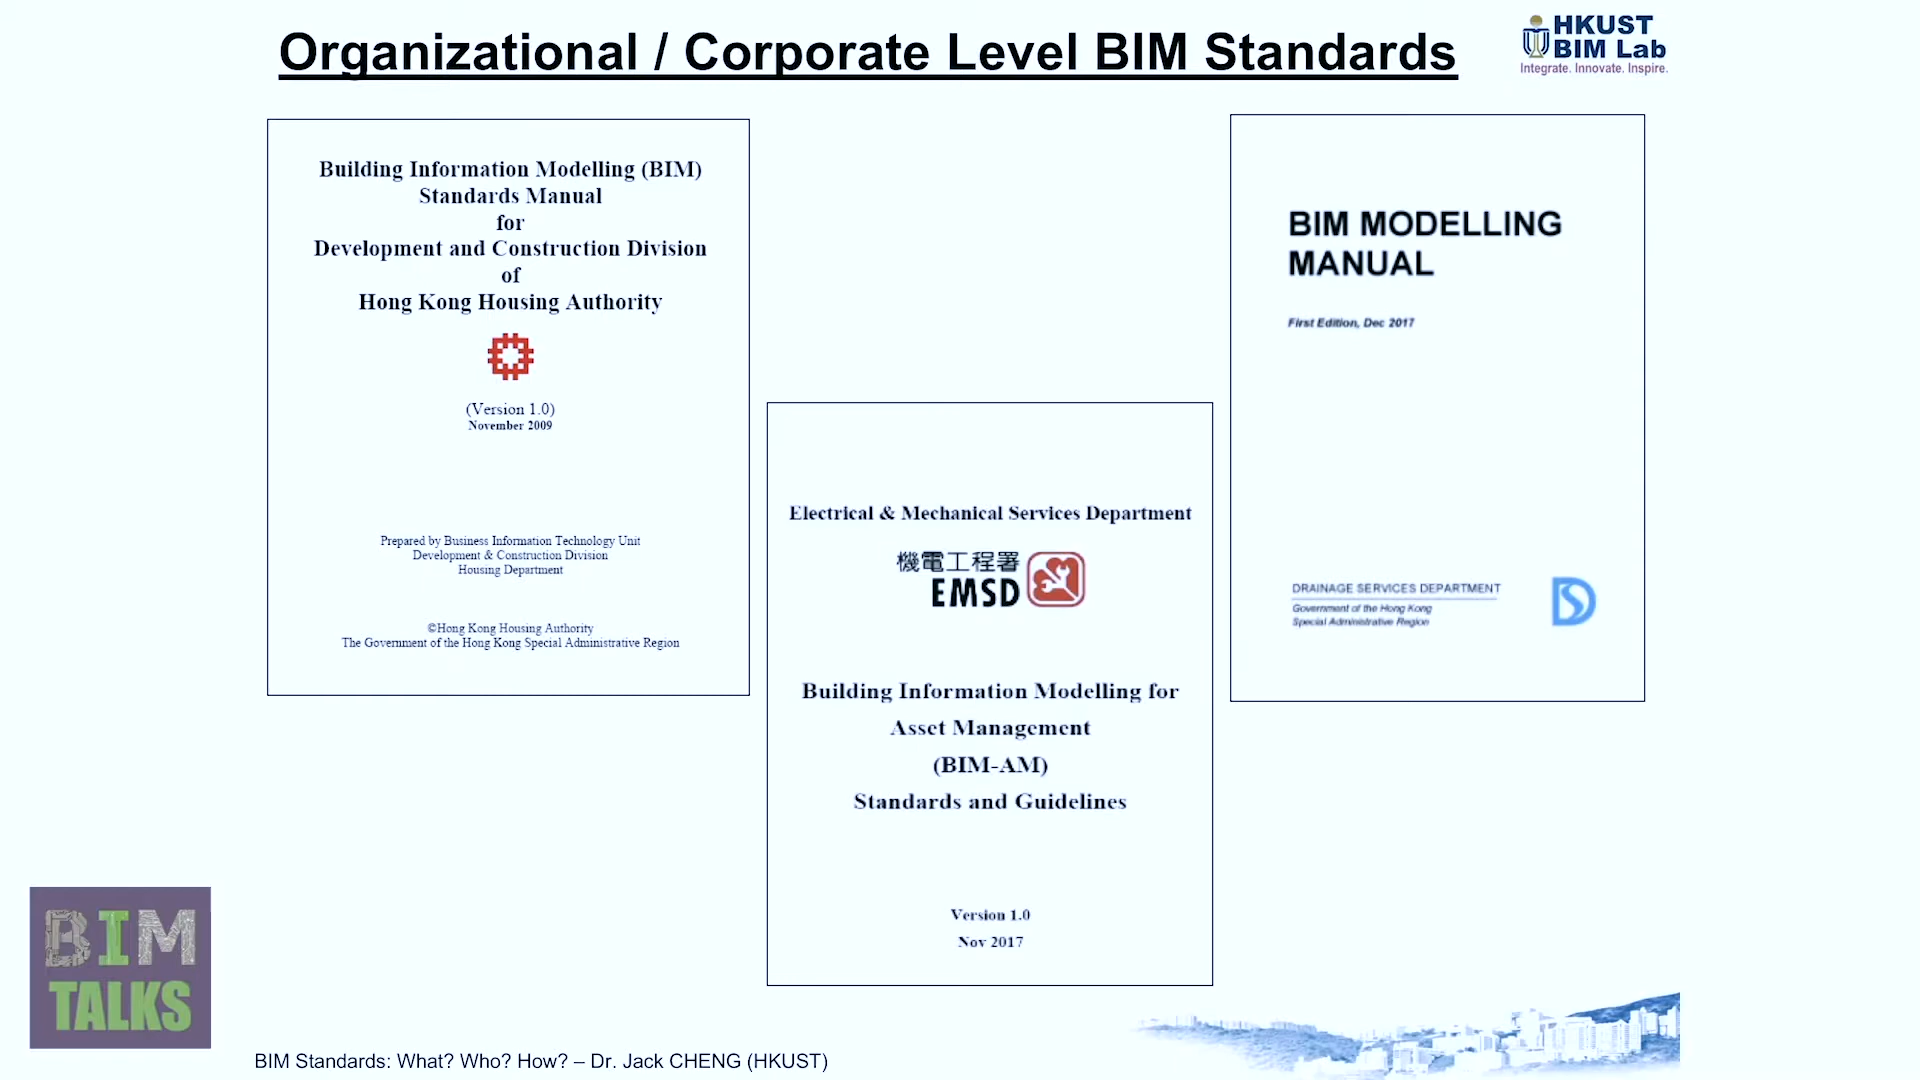 Organizational / Corporate Level BIM Standards
HKUST
BIM Lab
Integrate. Innovate. Inspire.
Building Information Modelling (BIM)
Standards Manual
for
Development and Construction Division
of
Hong Kong Housing Authority
(Version 1.0)
November 2009
Prepared by Business Information Technology Unit
Development & Construction Division
Housing Department
©Hong Kong Housing Authority
The Government of the Hong Kong Special Administrative Region
Electrical & Mechanical Services Department
機電工程署
EMSD
Building Information Modelling for
Asset Management
(BIM-AM)
Standards and Guidelines
Version 1.0
Nov 2017
BIM MODELLING
MANUAL
First Edition, Dec 2017
DRAINAGE SERVICES DEPARTMENT
Government of the Hong Kong
Special Administrative Region
BIM
TALKS
BIM Standards: What? Who? How? – Dr. Jack CHENG (HKUST)